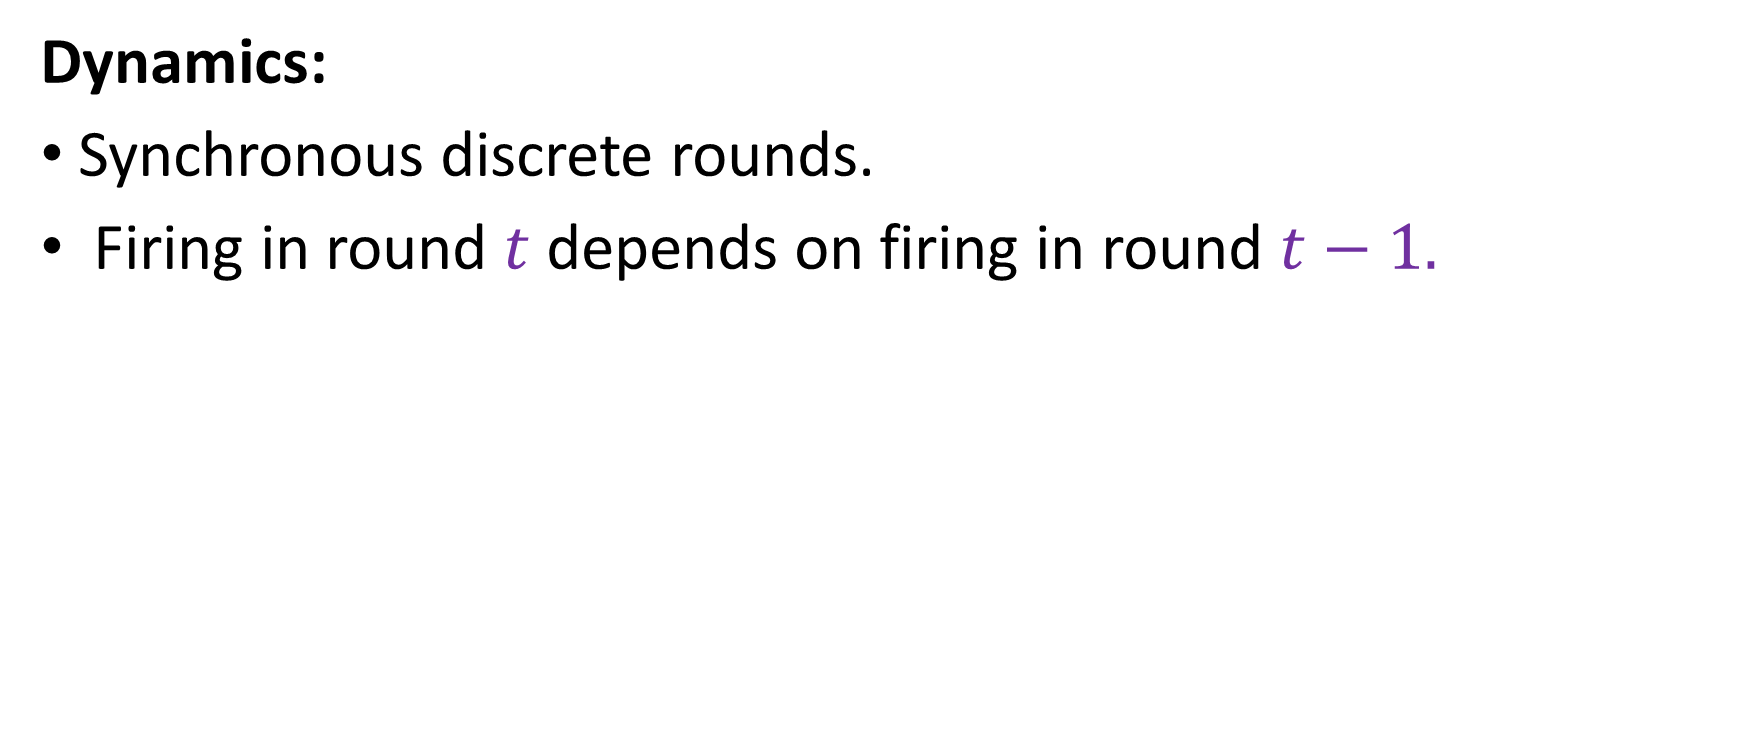 Dynamics:
• Synchronous discrete rounds.
• Firing in round t depends on firing in round t − 1.